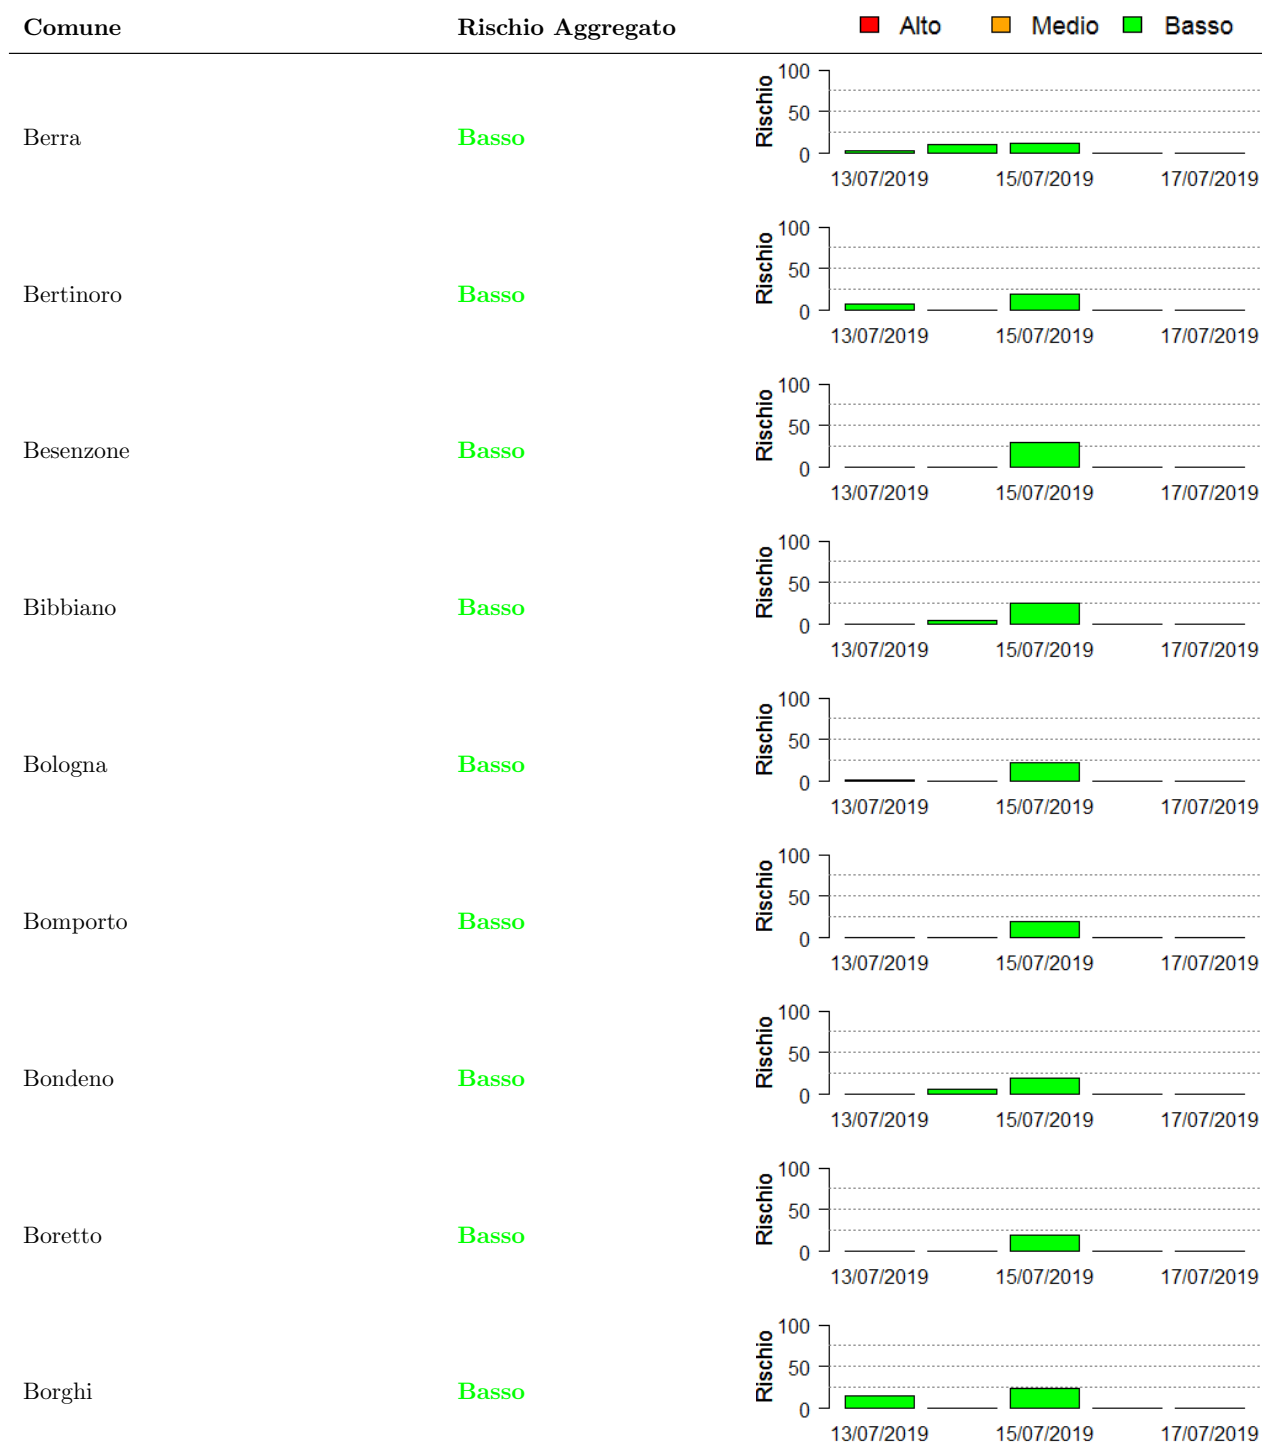 Comune Rischio Aggregato Alto Medio Basso
Berra Basso Rischio 100 50 0
13/07/2019 15/07/2019 17/07/2019
Bertinoro Basso Rischio 100 50 0
13/07/2019 15/07/2019 17/07/2019
Besenzone Basso Rischio 100 50 0
13/07/2019 15/07/2019 17/07/2019
Bibbiano Basso Rischio 100 50 0
13/07/2019 15/07/2019 17/07/2019
Bologna Basso Rischio 100 50 0
13/07/2019 15/07/2019 17/07/2019
Bomporto Basso Rischio 100 50 0
13/07/2019 15/07/2019 17/07/2019
Bondeno Basso Rischio 100 50 0
13/07/2019 15/07/2019 17/07/2019
Boretto Basso Rischio 100 50 0
13/07/2019 15/07/2019 17/07/2019
Borghi Basso Rischio 100 50 0
13/07/2019 15/07/2019 17/07/2019